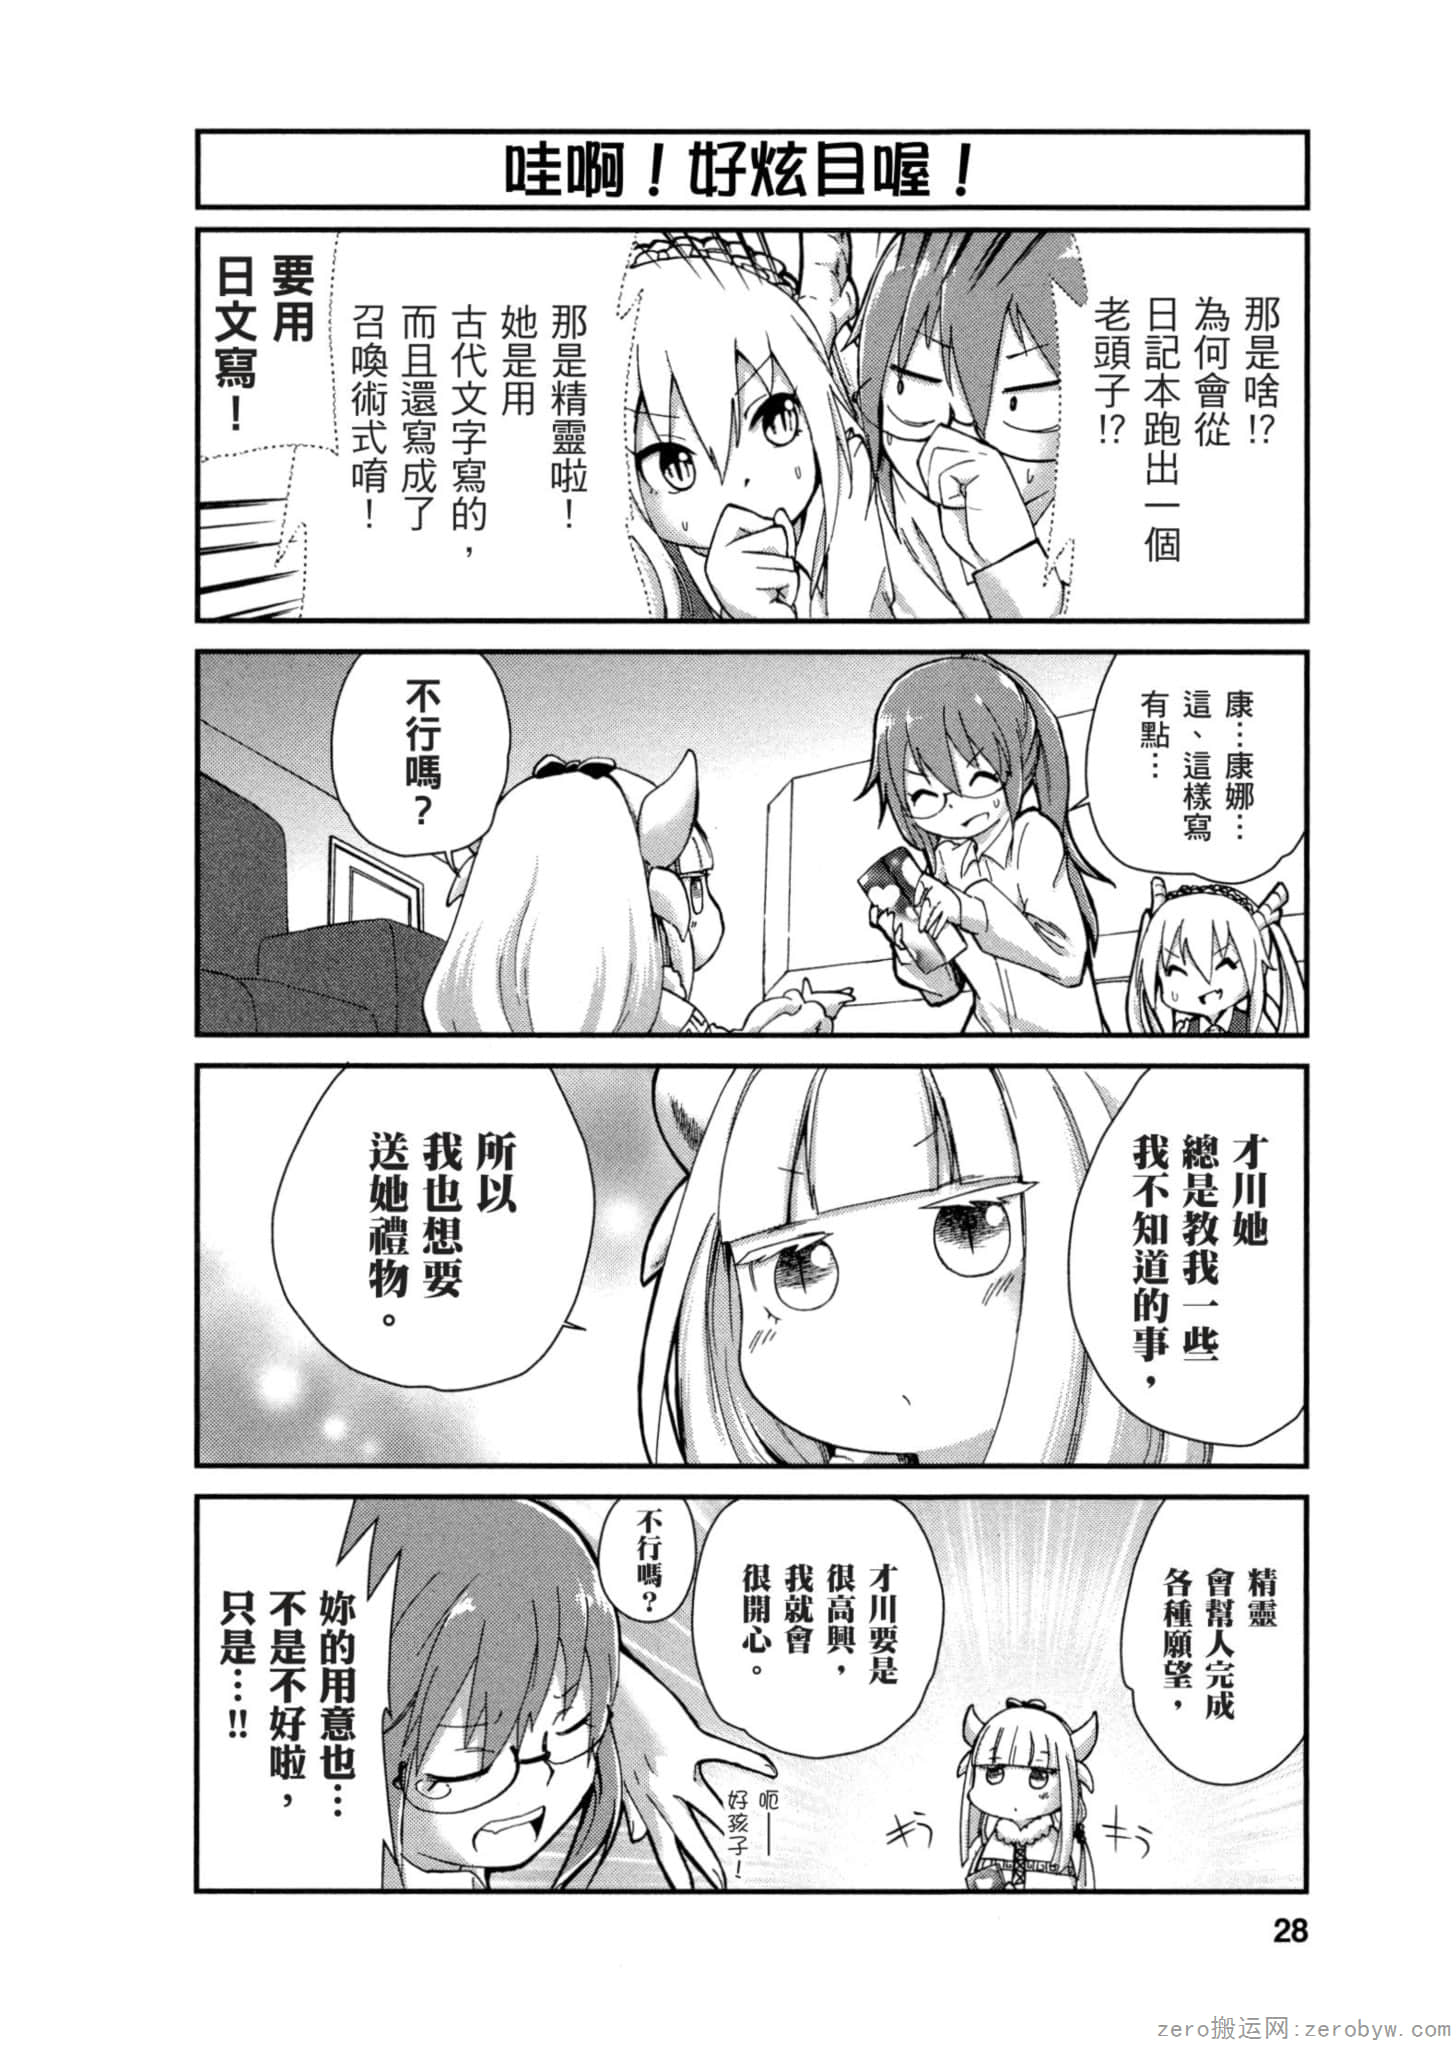 哇啊！好炫目喔！
那是啥!?
為何會從
日記本跑出一個
老頭子!?
那是精靈啦！
她是用
古代文字寫的，
而且還寫成了
召喚術式唷！
要用
日文寫！
康…康娜…
這、這樣寫
有點…
不行嗎？
才川她
總是教我一些
我不知道的事，
所以
我也想要
送她禮物。
精靈
會幫人完成
各種願望，
才川要是
很高興，
我就會
很開心。
キラ
キラ
不行嗎？
呃——
好孩子！
妳的用意也…
不是不好啦，
只是…!!
28
zero搬运网:zerobyw.com